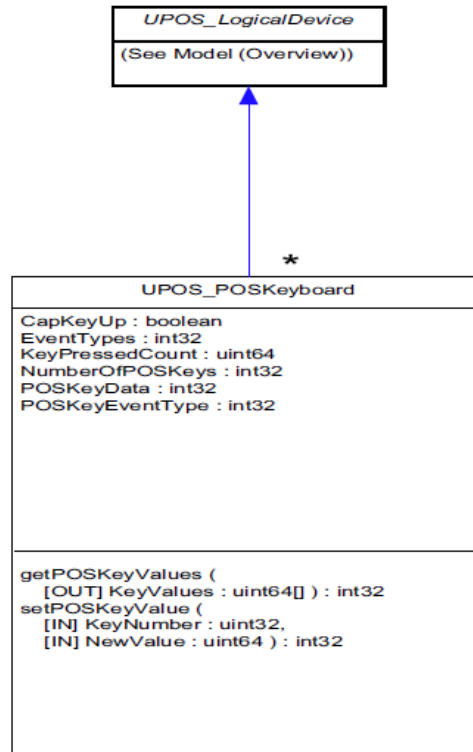 UPOS_LogicalDevice
(See Model (Overview))
*
UPOS_POSKeyboard
CapKeyUp : boolean
EventTypes : int32
KeyPressedCount : uint64
NumberOfPOSKeys : int32
POSKeyData : int32
POSKeyEventType : int32
getPOSKeyValues (
[OUT] KeyValues : uint64[] ) : int32
setPOSKeyValue (
[IN] KeyNumber : uint32,
[IN] NewValue : uint64 ) : int32